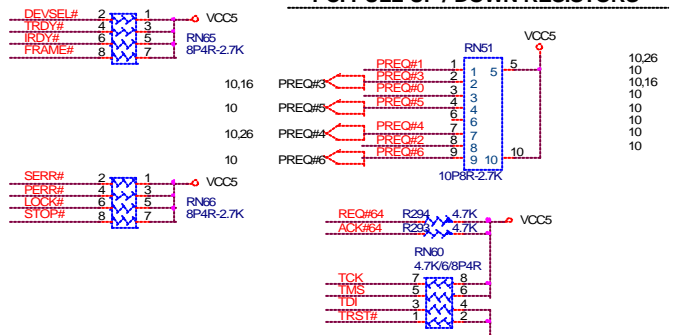 DEVSEL# 2 1 VCC5
TRDY# 4 3
IRDY# 6 5 RN65
FRAME# 8 7 8P4R-2.7K
RN51 VCC5
PREQ#1 1 1 5 5 10,26
PREQ#3 2 2 10
10,16 PREQ#3 PREQ#0 3 3 10,16
10 PREQ#5 PREQ#5 4 4 10
6 6 10
10,26 PREQ#4 PREQ#4 7 7 10
PREQ#2 8 8 10
10 PREQ#6 PREQ#6 9 9 10 10 10
10P8R-2.7K
SERR# 2 1 VCC5
PERR# 4 3
LOCK# 6 5 RN66
STOP# 8 7 8P4R-2.7K
REQ#64 R294 4.7K VCC5
ACK#64 R293 4.7K
RN60
4.7K/6/8P4R
TCK 7 8
TMS 5 6
TDI 3 4
TRST# 1 2